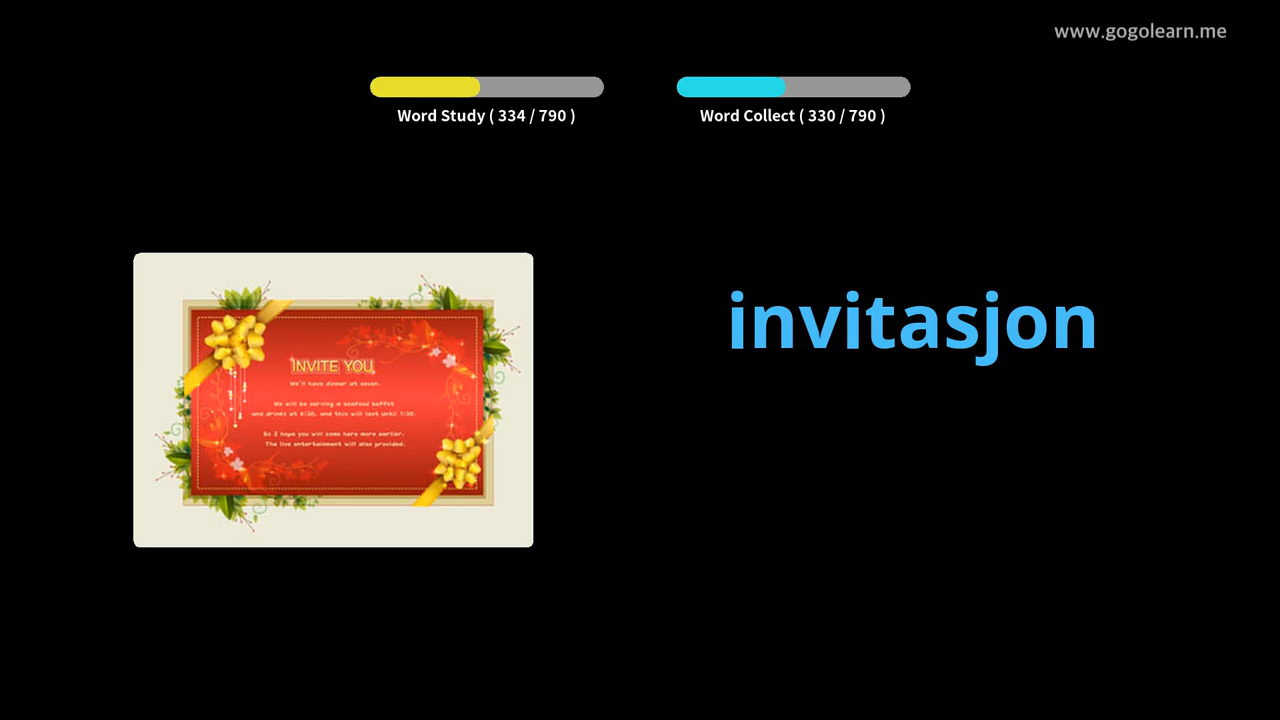 www.gogolearn.me
Word Study ( 334 / 790 )
Word Collect ( 330 / 790 )
invitasjon
INVITE YOU
We'll have dinner at seven.
We will be serving a seafood buffet
and drinks at 6:30, and this will last until 7:30.
So I hope you will come here more earlier.
The live entertainment will also provided.